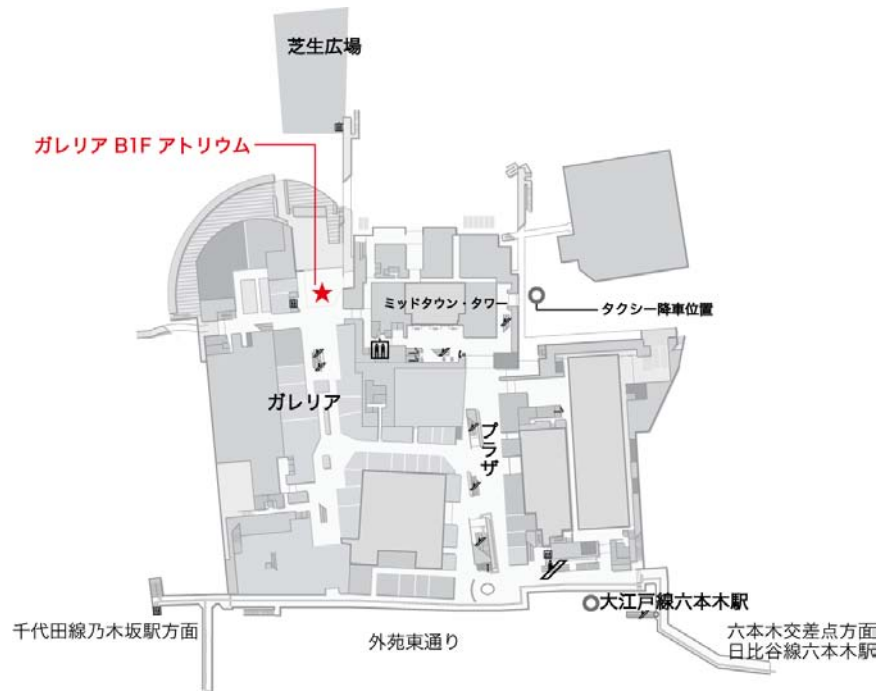 芝生広場
ガレリア B1F アトリウム
ミッドタウン・タワー
タクシー降車位置
ガレリア
プラザ
大江戸線六本木駅
千代田線乃木坂駅方面
外苑東通り
六本木交差点方面
日比谷線六本木駅